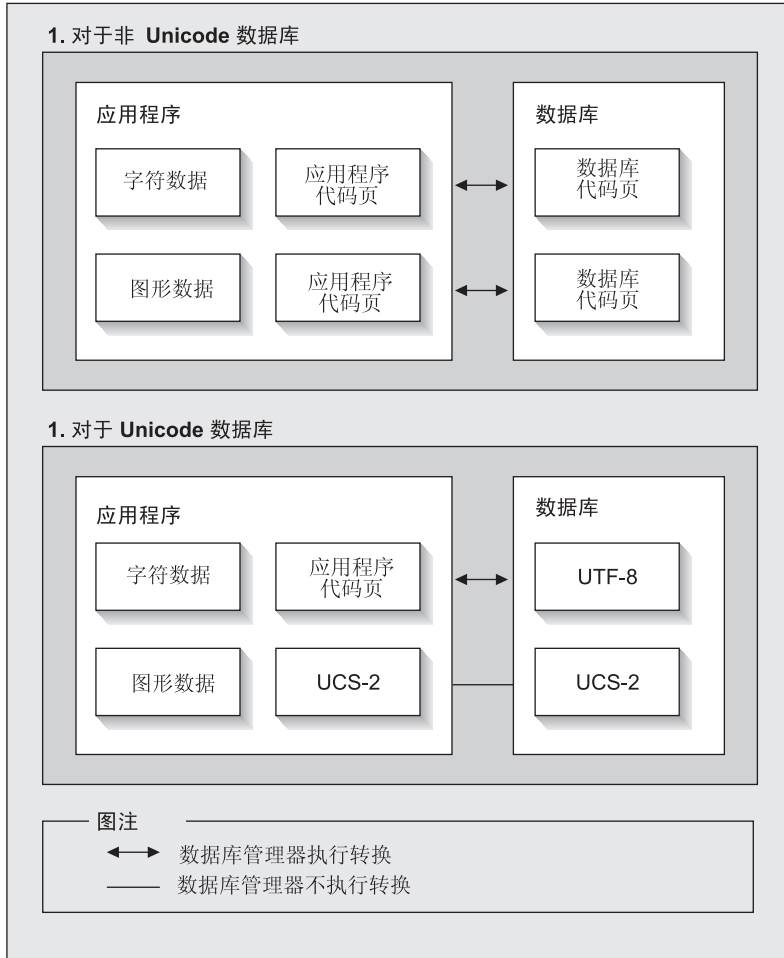 1. 对于非 Unicode 数据库
应用程序
数据库
字符数据
应用程序
代码页
数据库
代码页
图形数据
应用程序
代码页
数据库
代码页
1. 对于 Unicode 数据库
应用程序
数据库
字符数据
应用程序
代码页
UTF-8
图形数据
UCS-2
UCS-2
图注
数据库管理器执行转换
数据库管理器不执行转换